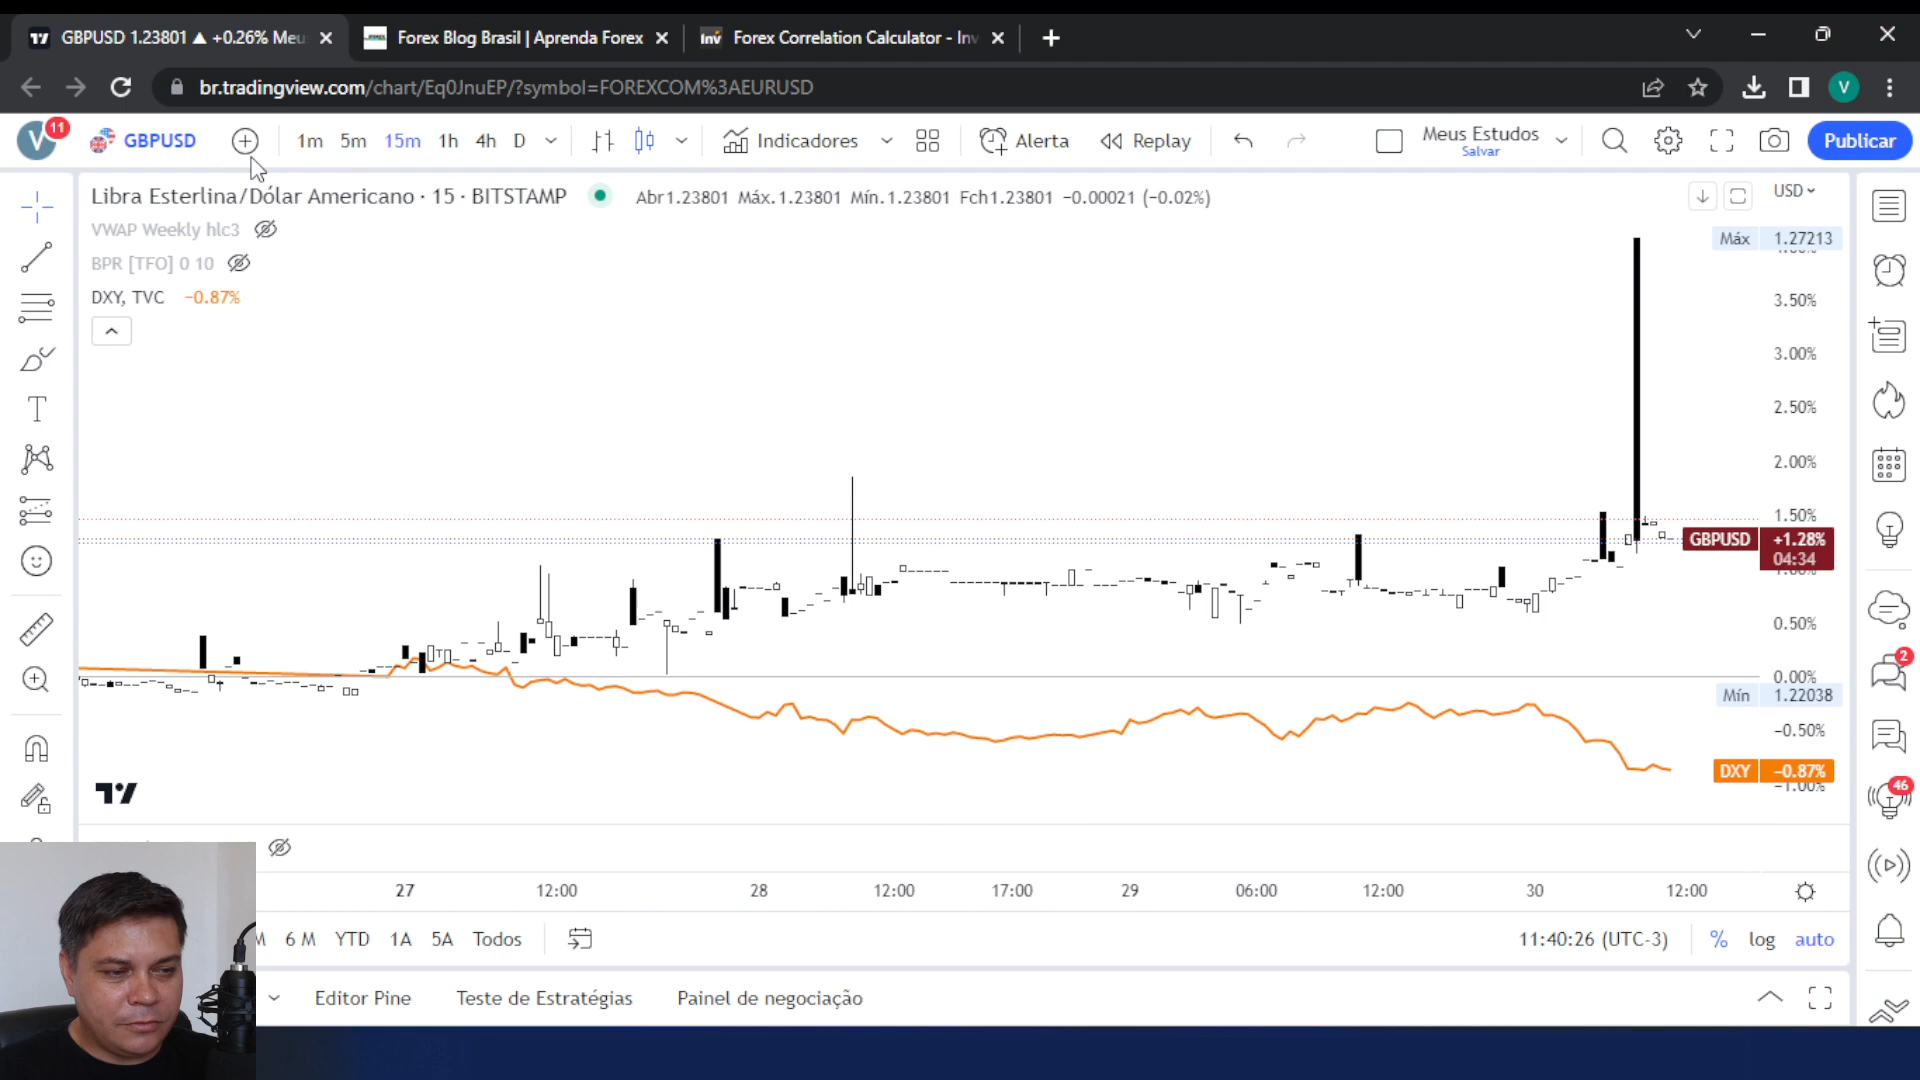 GBPUSD 1.23801 ▲ +0.26% Meu
Forex Blog Brasil | Aprenda Forex
Inv
Forex Correlation Calculator - Inv
br.tradingview.com/chart/Eq0JnuEP/?symbol=FOREXCOM%3AEURUSD
V
V
11
GBPUSD
1m 5m 15m 1h 4h D
Indicadores
Alerta
Replay
Meus Estudos
Salvar
Publicar
Libra Esterlina/Dólar Americano · 15 · BITSTAMP
Abr1.23801 Máx.1.23801 Mín.1.23801 Fch1.23801 −0.00021 (−0.02%)
USD
VWAP Weekly hlc3
BPR [TFO] 0 10
DXY, TVC −0.87%
Máx 1.27213
3.50%
3.00%
2.50%
2.00%
1.50%
GBPUSD +1.28%
04:34
0.50%
0.00%
Mín 1.22038
−0.50%
DXY −0.87%
−1.00%
2
46
27 12:00 28 12:00 17:00 29 06:00 12:00 30 12:00
6 M YTD 1A 5A Todos
11:40:26 (UTC-3) % log auto
Editor Pine Teste de Estratégias Painel de negociação